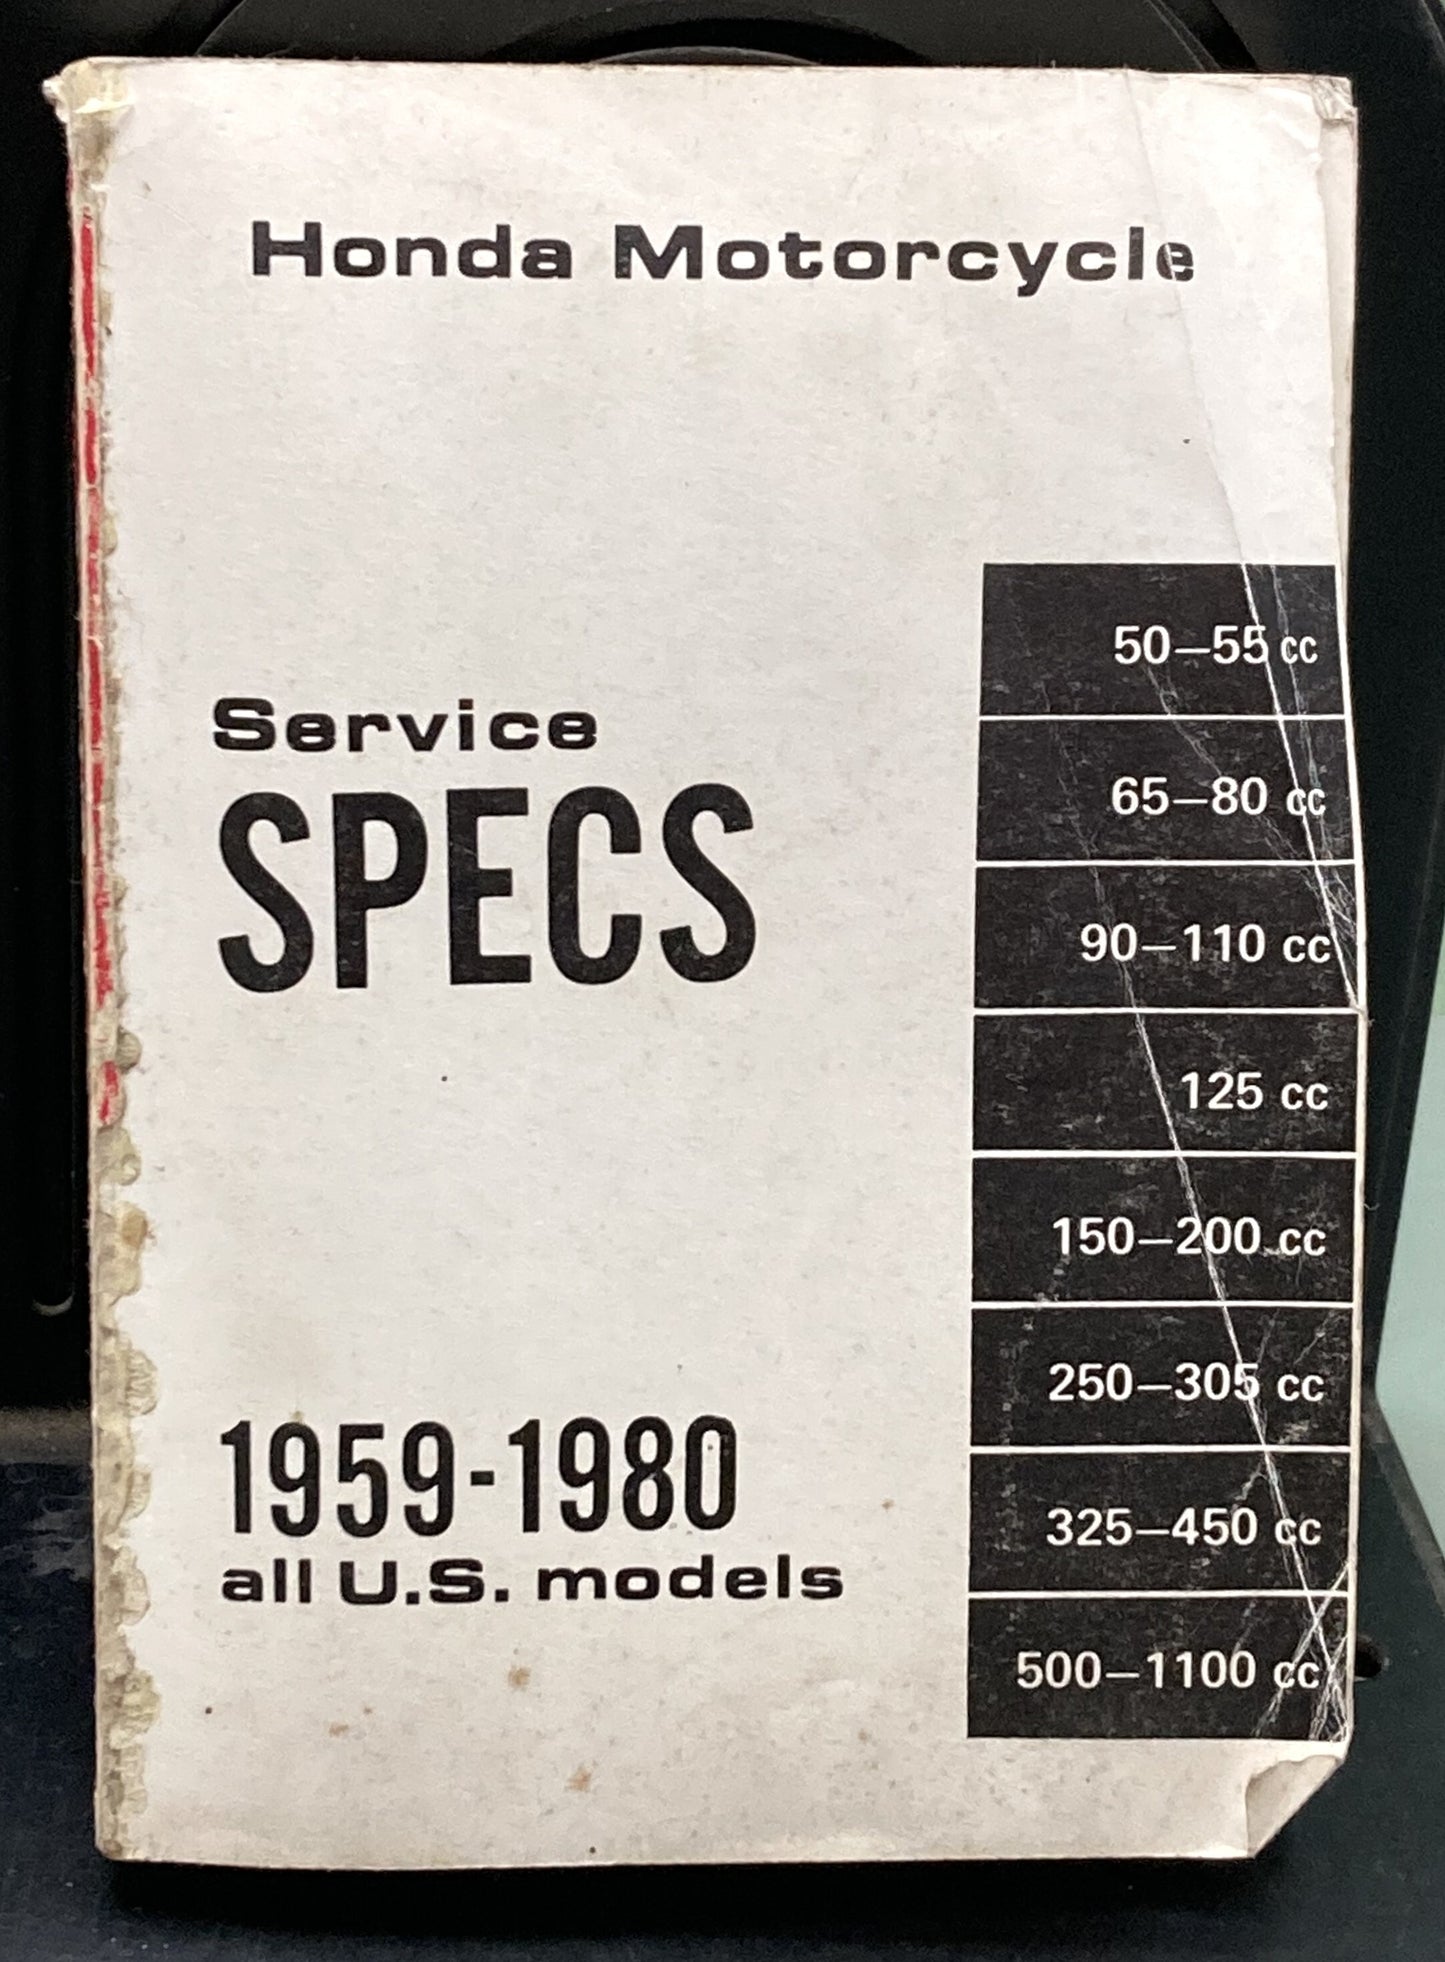 Honda Motorcycle
Service
SPECS
1959-1980
all U.S. models
50–55 cc
65–80 cc
90–110 cc
125 cc
150–200 cc
250–305 cc
325–450 cc
500–1100 cc